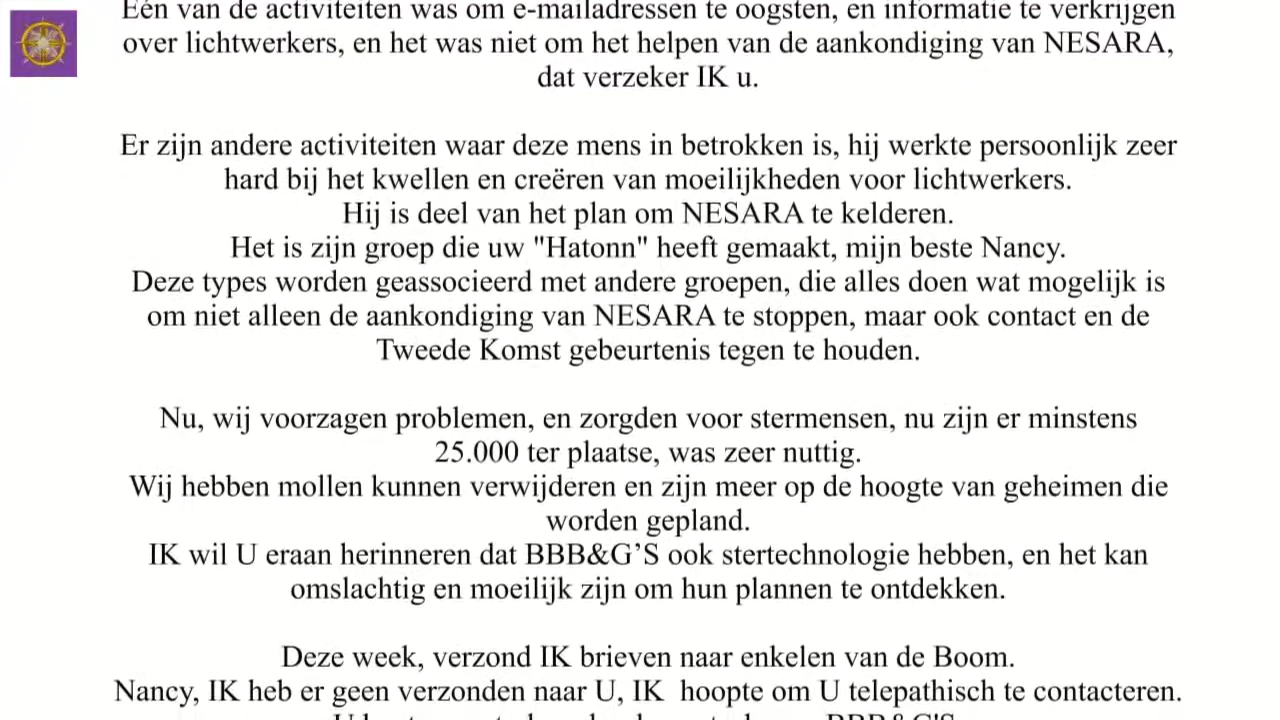 Eén van de activiteiten was om e-mailadressen te oogsten, en informatie te verkrijgen
over lichtwerkers, en het was niet om het helpen van de aankondiging van NESARA,
dat verzeker IK u.
Er zijn andere activiteiten waar deze mens in betrokken is, hij werkte persoonlijk zeer
hard bij het kwellen en creëren van moeilijkheden voor lichtwerkers.
Hij is deel van het plan om NESARA te kelderen.
Het is zijn groep die uw "Hatonn" heeft gemaakt, mijn beste Nancy.
Deze types worden geassocieerd met andere groepen, die alles doen wat mogelijk is
om niet alleen de aankondiging van NESARA te stoppen, maar ook contact en de
Tweede Komst gebeurtenis tegen te houden.
Nu, wij voorzagen problemen, en zorgden voor stermensen, nu zijn er minstens
25.000 ter plaatse, was zeer nuttig.
Wij hebben mollen kunnen verwijderen en zijn meer op de hoogte van geheimen die
worden gepland.
IK wil U eraan herinneren dat BBB&G’S ook stertechnologie hebben, en het kan
omslachtig en moeilijk zijn om hun plannen te ontdekken.
Deze week, verzond IK brieven naar enkelen van de Boom.
Nancy, IK heb er geen verzonden naar U, IK  hoopte om U telepathisch te contacteren.